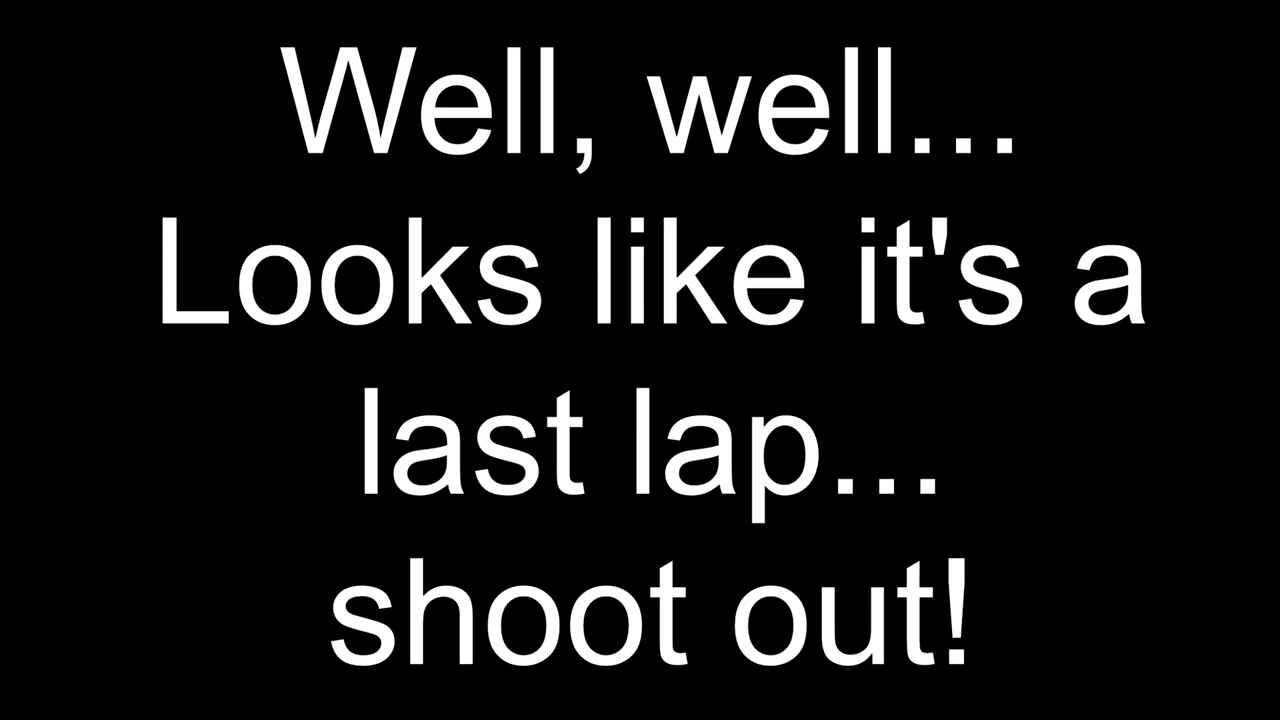 Well, well...
Looks like it's a
last lap...
shoot out!